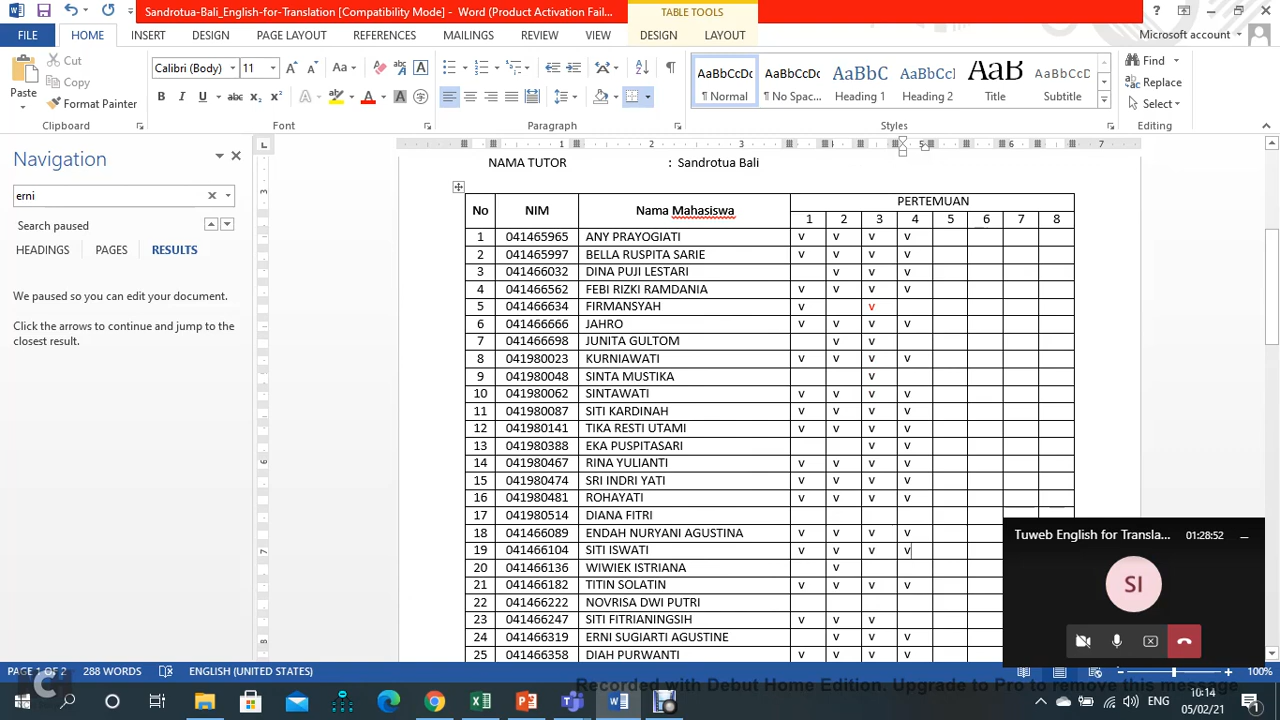 Sandrotua-Bali_English-for-Translation [Compatibility Mode] - Word (Product Activation Fail...
TABLE TOOLS
FILE HOME INSERT DESIGN PAGE LAYOUT REFERENCES MAILINGS REVIEW VIEW DESIGN LAYOUT Microsoft account
Paste
Cut
Copy
Format Painter
Clipboard
Calibri (Body) 11
Font
Paragraph
AaBbCcDc AaBbCcDc AaBbC AaBbCcD AaB AaBbCcD
¶ Normal ¶ No Spac... Heading 1 Heading 2 Title Subtitle
Styles
Find
Replace
Select
Editing
Navigation
erni
Search paused
HEADINGS PAGES RESULTS
We paused so you can edit your document.
Click the arrows to continue and jump to the
closest result.
1 2 3 4 5 6 7
NAMA TUTOR : Sandrotua Bali
No NIM Nama Mahasiswa PERTEMUAN
1 2 3 4 5 6 7 8
1 041465965 ANY PRAYOGIATI v v v v
2 041465997 BELLA RUSPITA SARIE v v v v
3 041466032 DINA PUJI LESTARI v v v
4 041466562 FEBI RIZKI RAMDANIA v v v v
5 041466634 FIRMANSYAH v v
6 041466666 JAHRO v v v v
7 041466698 JUNITA GULTOM v v
8 041980023 KURNIAWATI v v v v
9 041980048 SINTA MUSTIKA v
10 041980062 SINTAWATI v v v v
11 041980087 SITI KARDINAH v v v v
12 041980141 TIKA RESTI UTAMI v v v v
13 041980388 EKA PUSPITASARI v v
14 041980467 RINA YULIANTI v v v v
15 041980474 SRI INDRI YATI v v v v
16 041980481 ROHAYATI v v v v
17 041980514 DIANA FITRI
18 041466089 ENDAH NURYANI AGUSTINA v v v v
19 041466104 SITI ISWATI v v v v
20 041466136 WIWIEK ISTRIANA v
21 041466182 TITIN SOLATIN v v v v
22 041466222 NOVRISA DWI PUTRI
23 041466247 SITI FITRIANINGSIH v v v
24 041466319 ERNI SUGIARTI AGUSTINE v v v
25 041466358 DIAH PURWANTI v v v v
Tuweb English for Transla... 01:28:52
SI
PAGE 1 OF 2 288 WORDS ENGLISH (UNITED STATES) 100%
Recorded with Debut Home Edition. Upgrade to Pro to remove this message
ENG
10:14
05/02/21